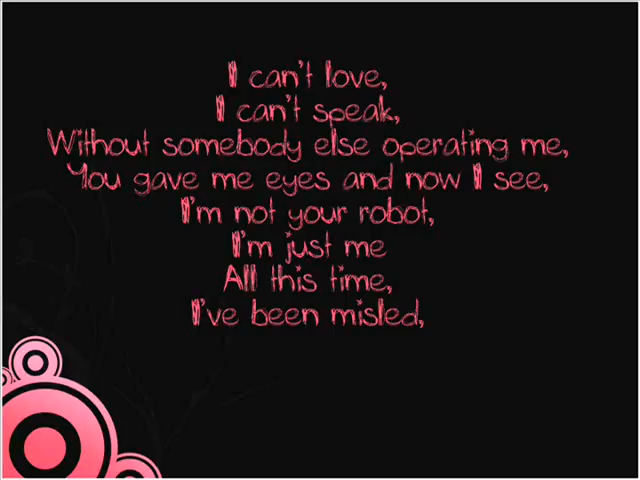 I can't love,
I can't speak,
Without somebody else operating me,
You gave me eyes and now I see,
I'm not your robot,
I'm just me
All this time,
I've been misled,